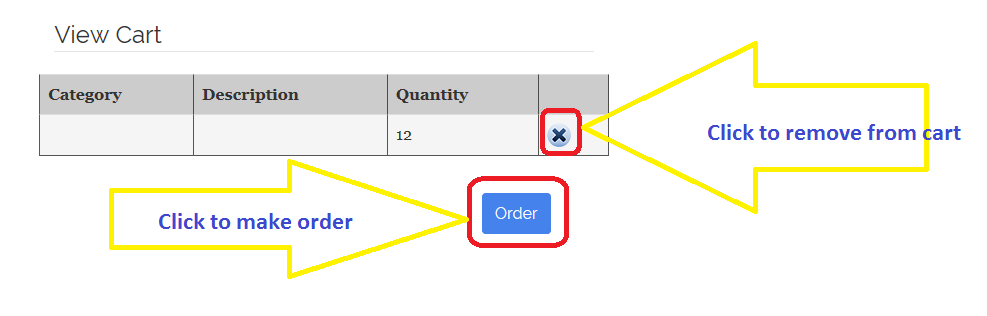 View Cart
Category Description Quantity
12
Click to remove from cart
Order
Click to make order